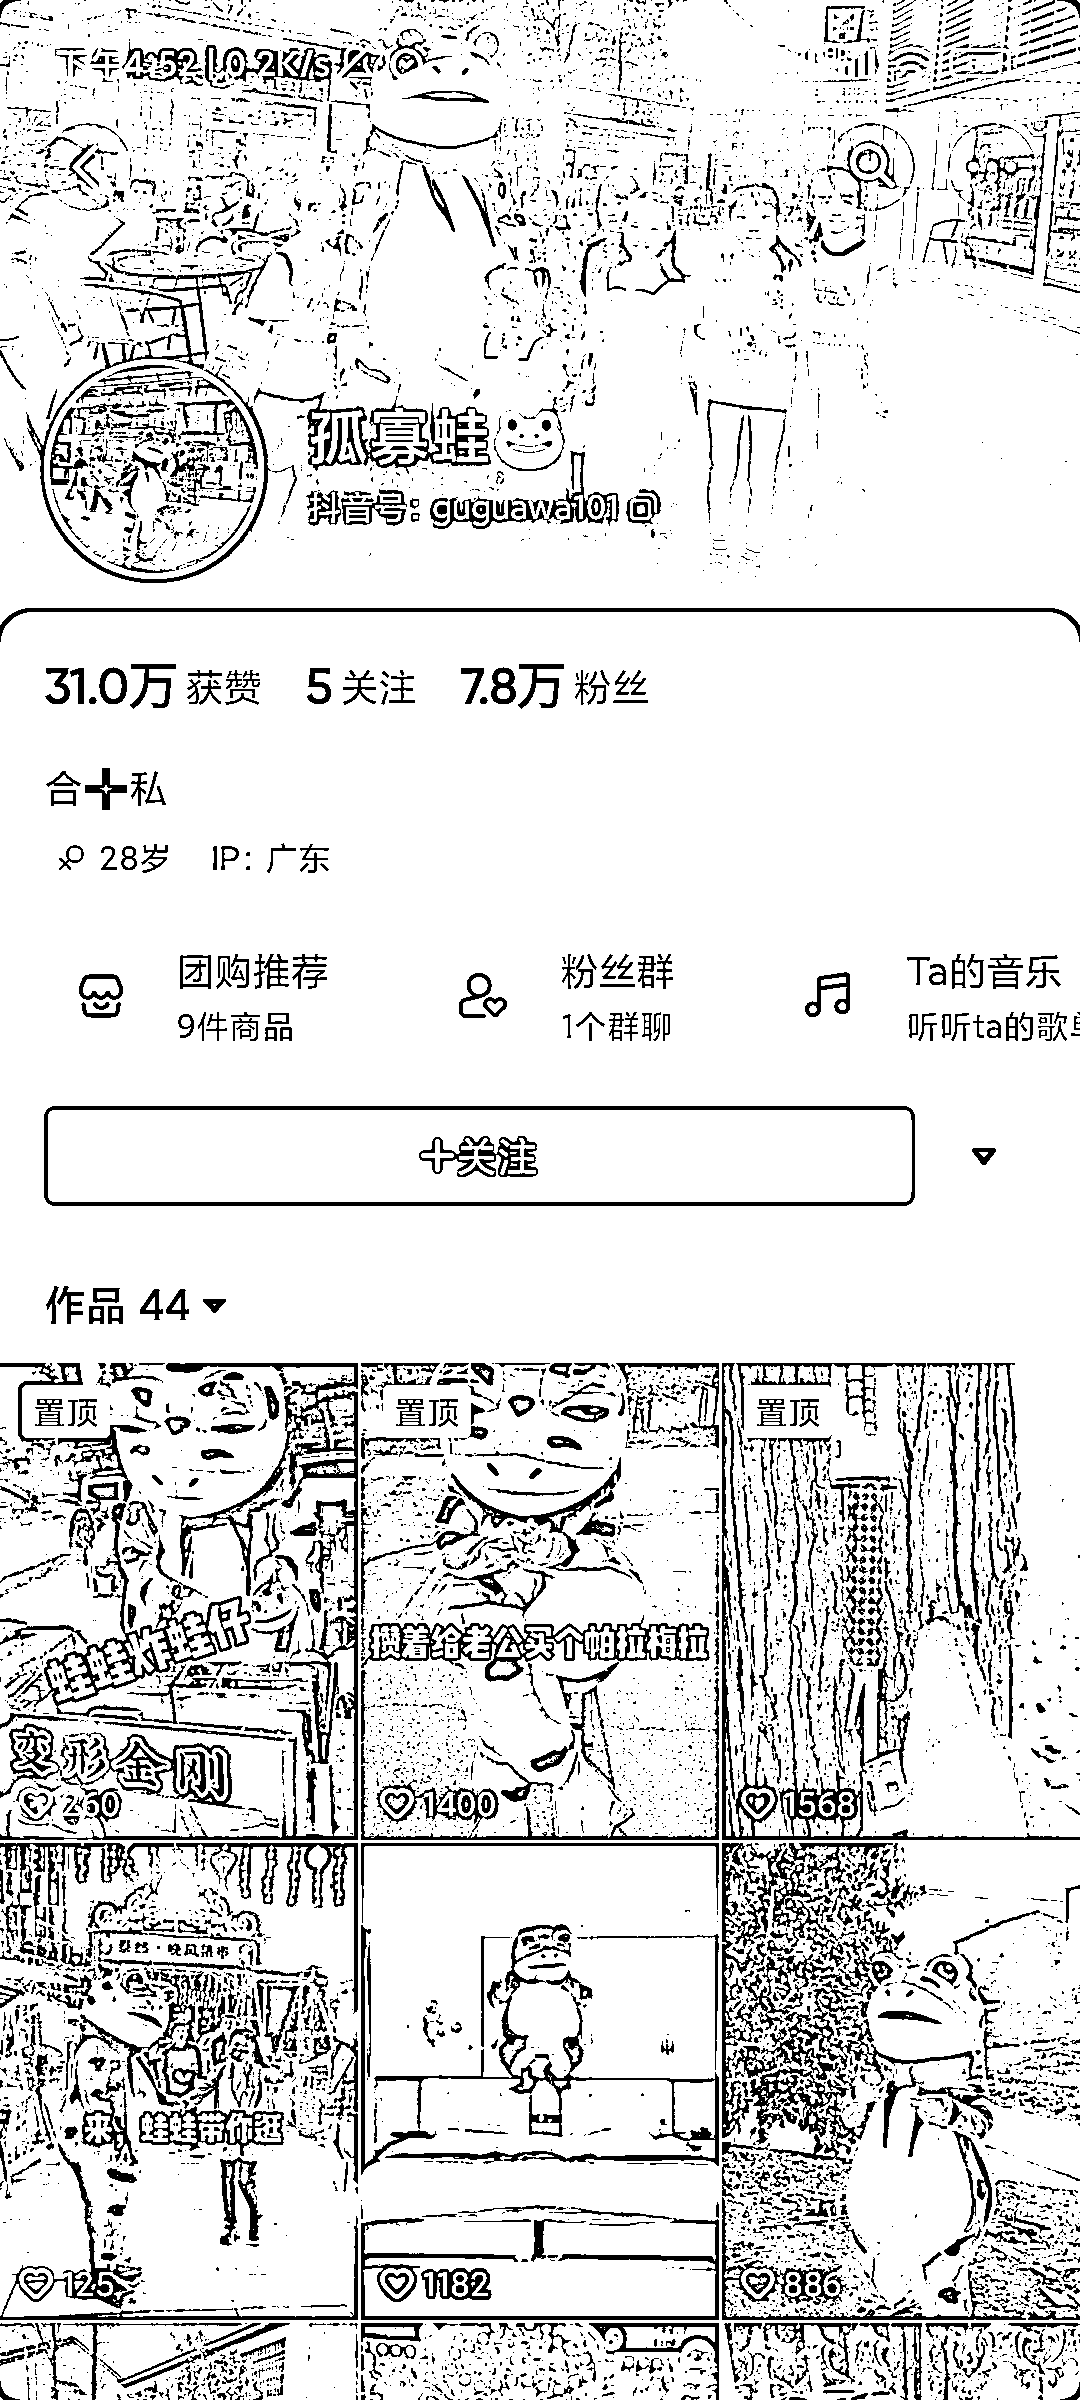 下午4:52 | 0.2K/s
孤寡蛙
抖音号: guguawa101
31.0万 获赞 5 关注 7.8万 粉丝
合➕私
28岁 IP: 广东
团购推荐
9件商品
粉丝群
1个群聊
Ta的音乐
听听ta的歌单
+关注
作品 44
置顶
蛙蛙炸蛙仔
变形金刚
260
置顶
攒着给老公买个帕拉梅拉
1400
置顶
1568
来，蛙蛙带你逛
125
1182
886